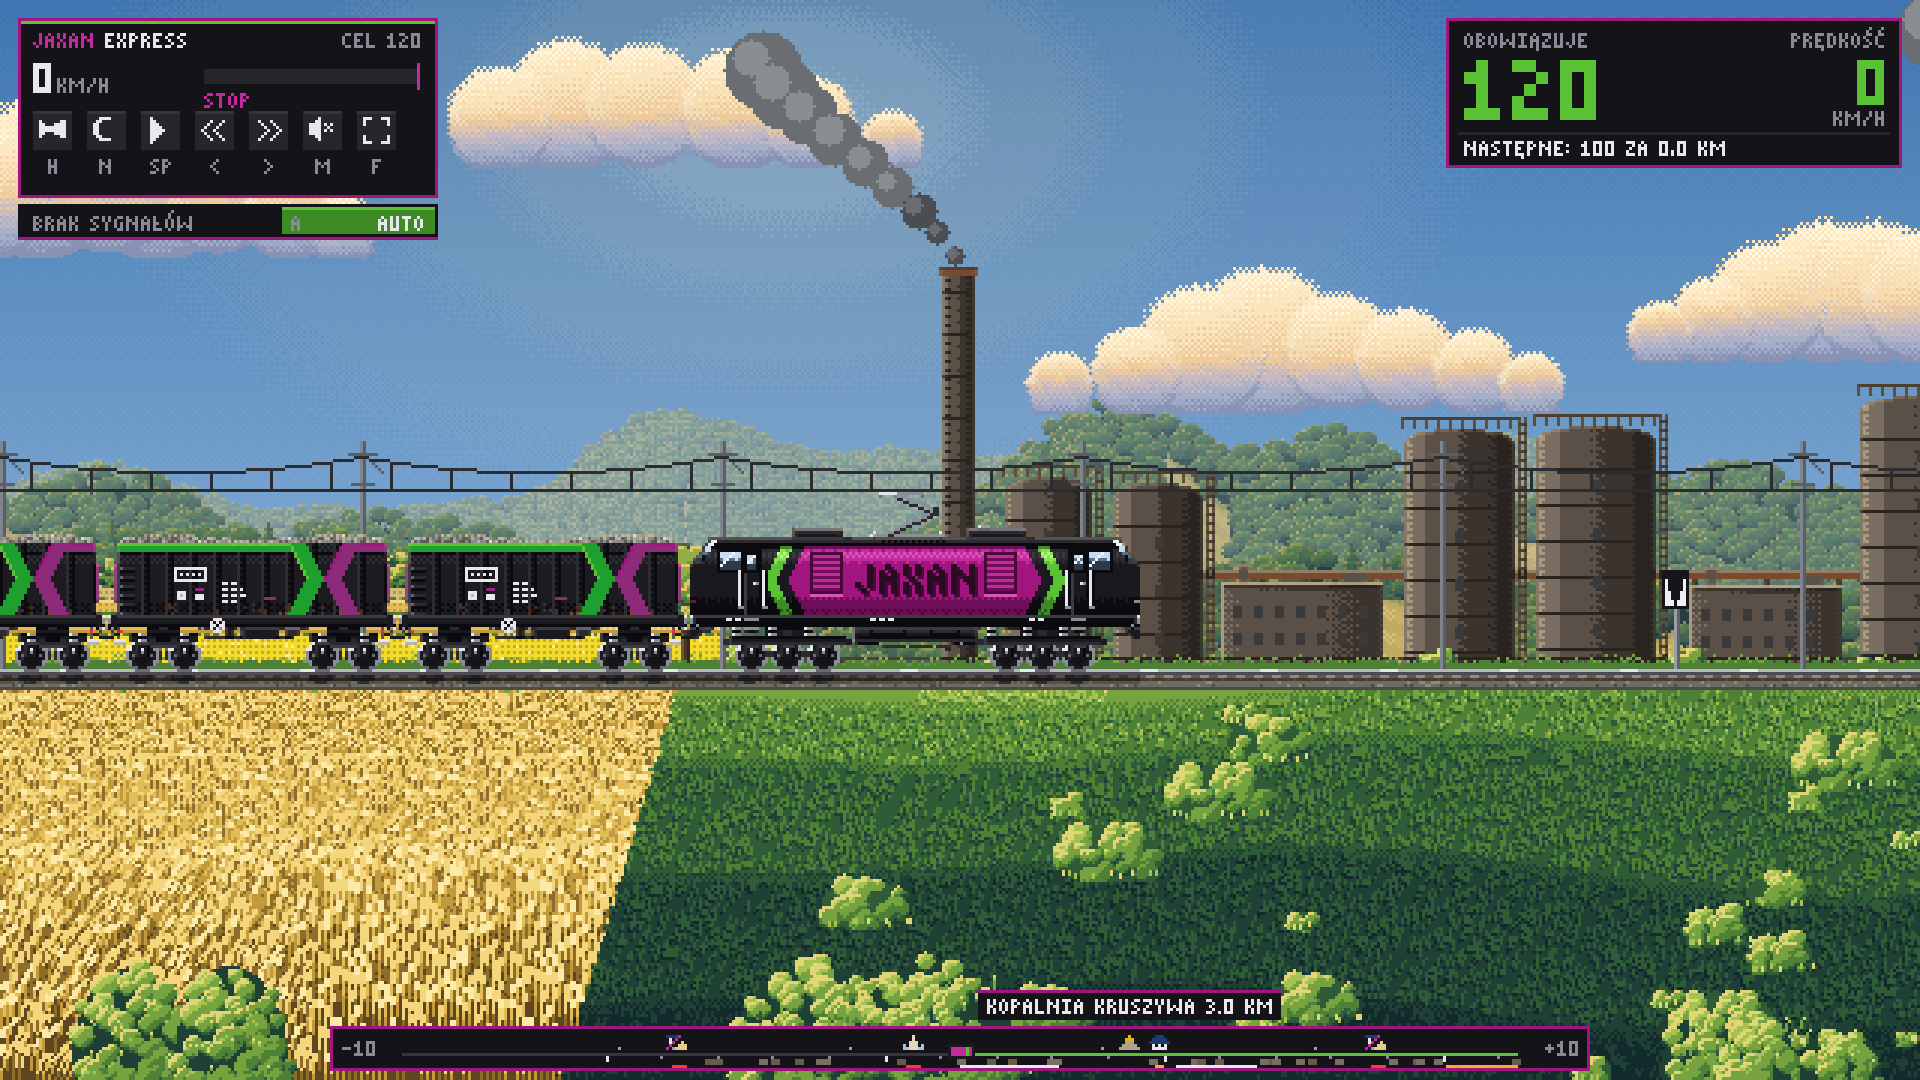 JAXAN EXPRESS
CEL 120
0 KM/H
STOP
H N SP < > M F
BRAK SYGNAŁÓW
A AUTO
OBOWIĄZUJE
PRĘDKOŚĆ
120
0
KM/H
NASTĘPNE: 100 ZA 0.0 KM
JAXAN
KOPALNIA KRUSZYWA 3.0 KM
-10
+10